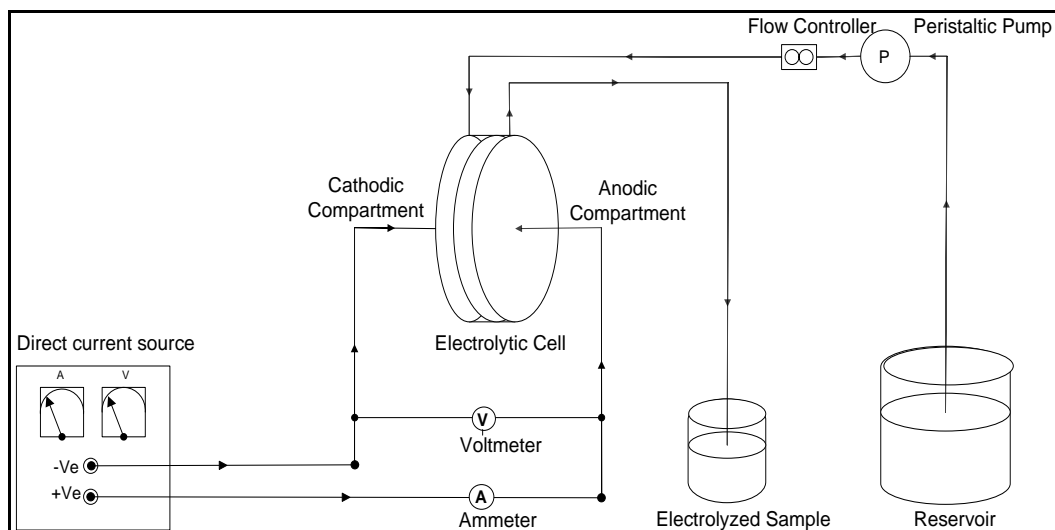 Flow Controller
Peristaltic Pump
P
Cathodic
Compartment
Anodic
Compartment
Electrolytic Cell
Direct current source
A
V
-Ve
+Ve
V
Voltmeter
A
Ammeter
Electrolyzed Sample
Reservoir